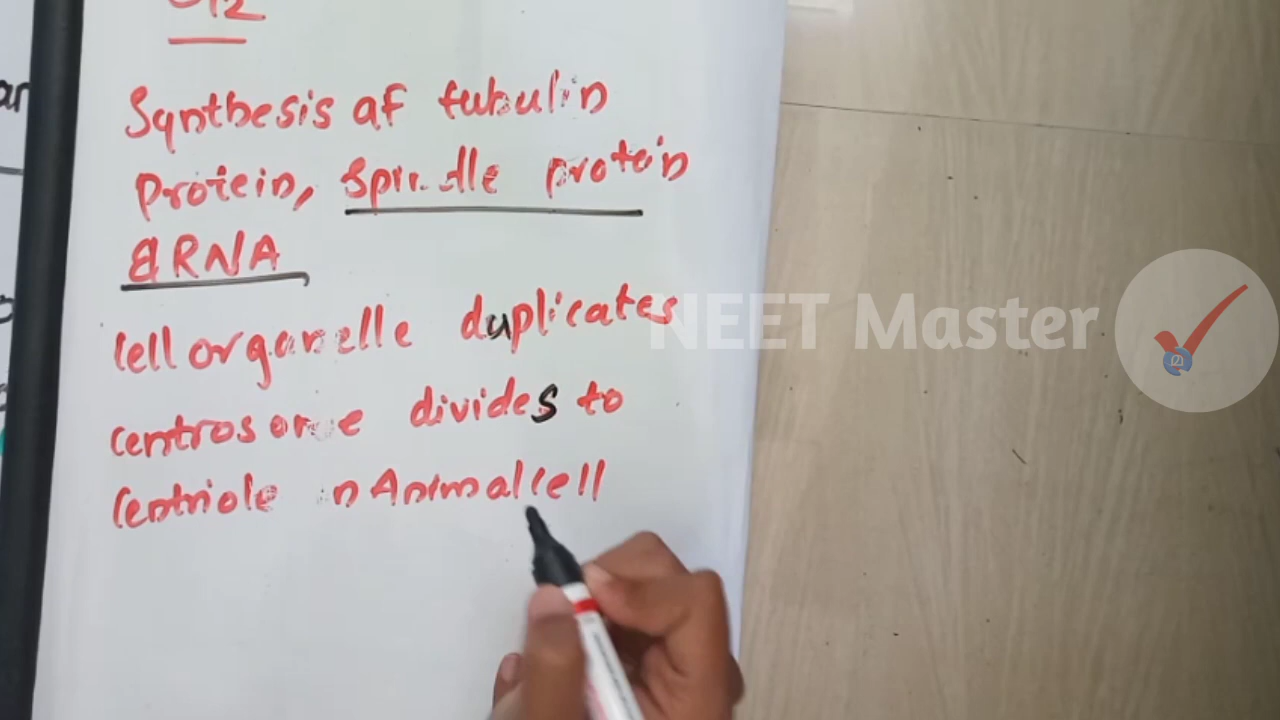 G2
Synthesis of tubulin
protein, spindle protein
& RNA
cell organelle duplicates
centrosome divides to
centriole in Animal cell
NEET Master